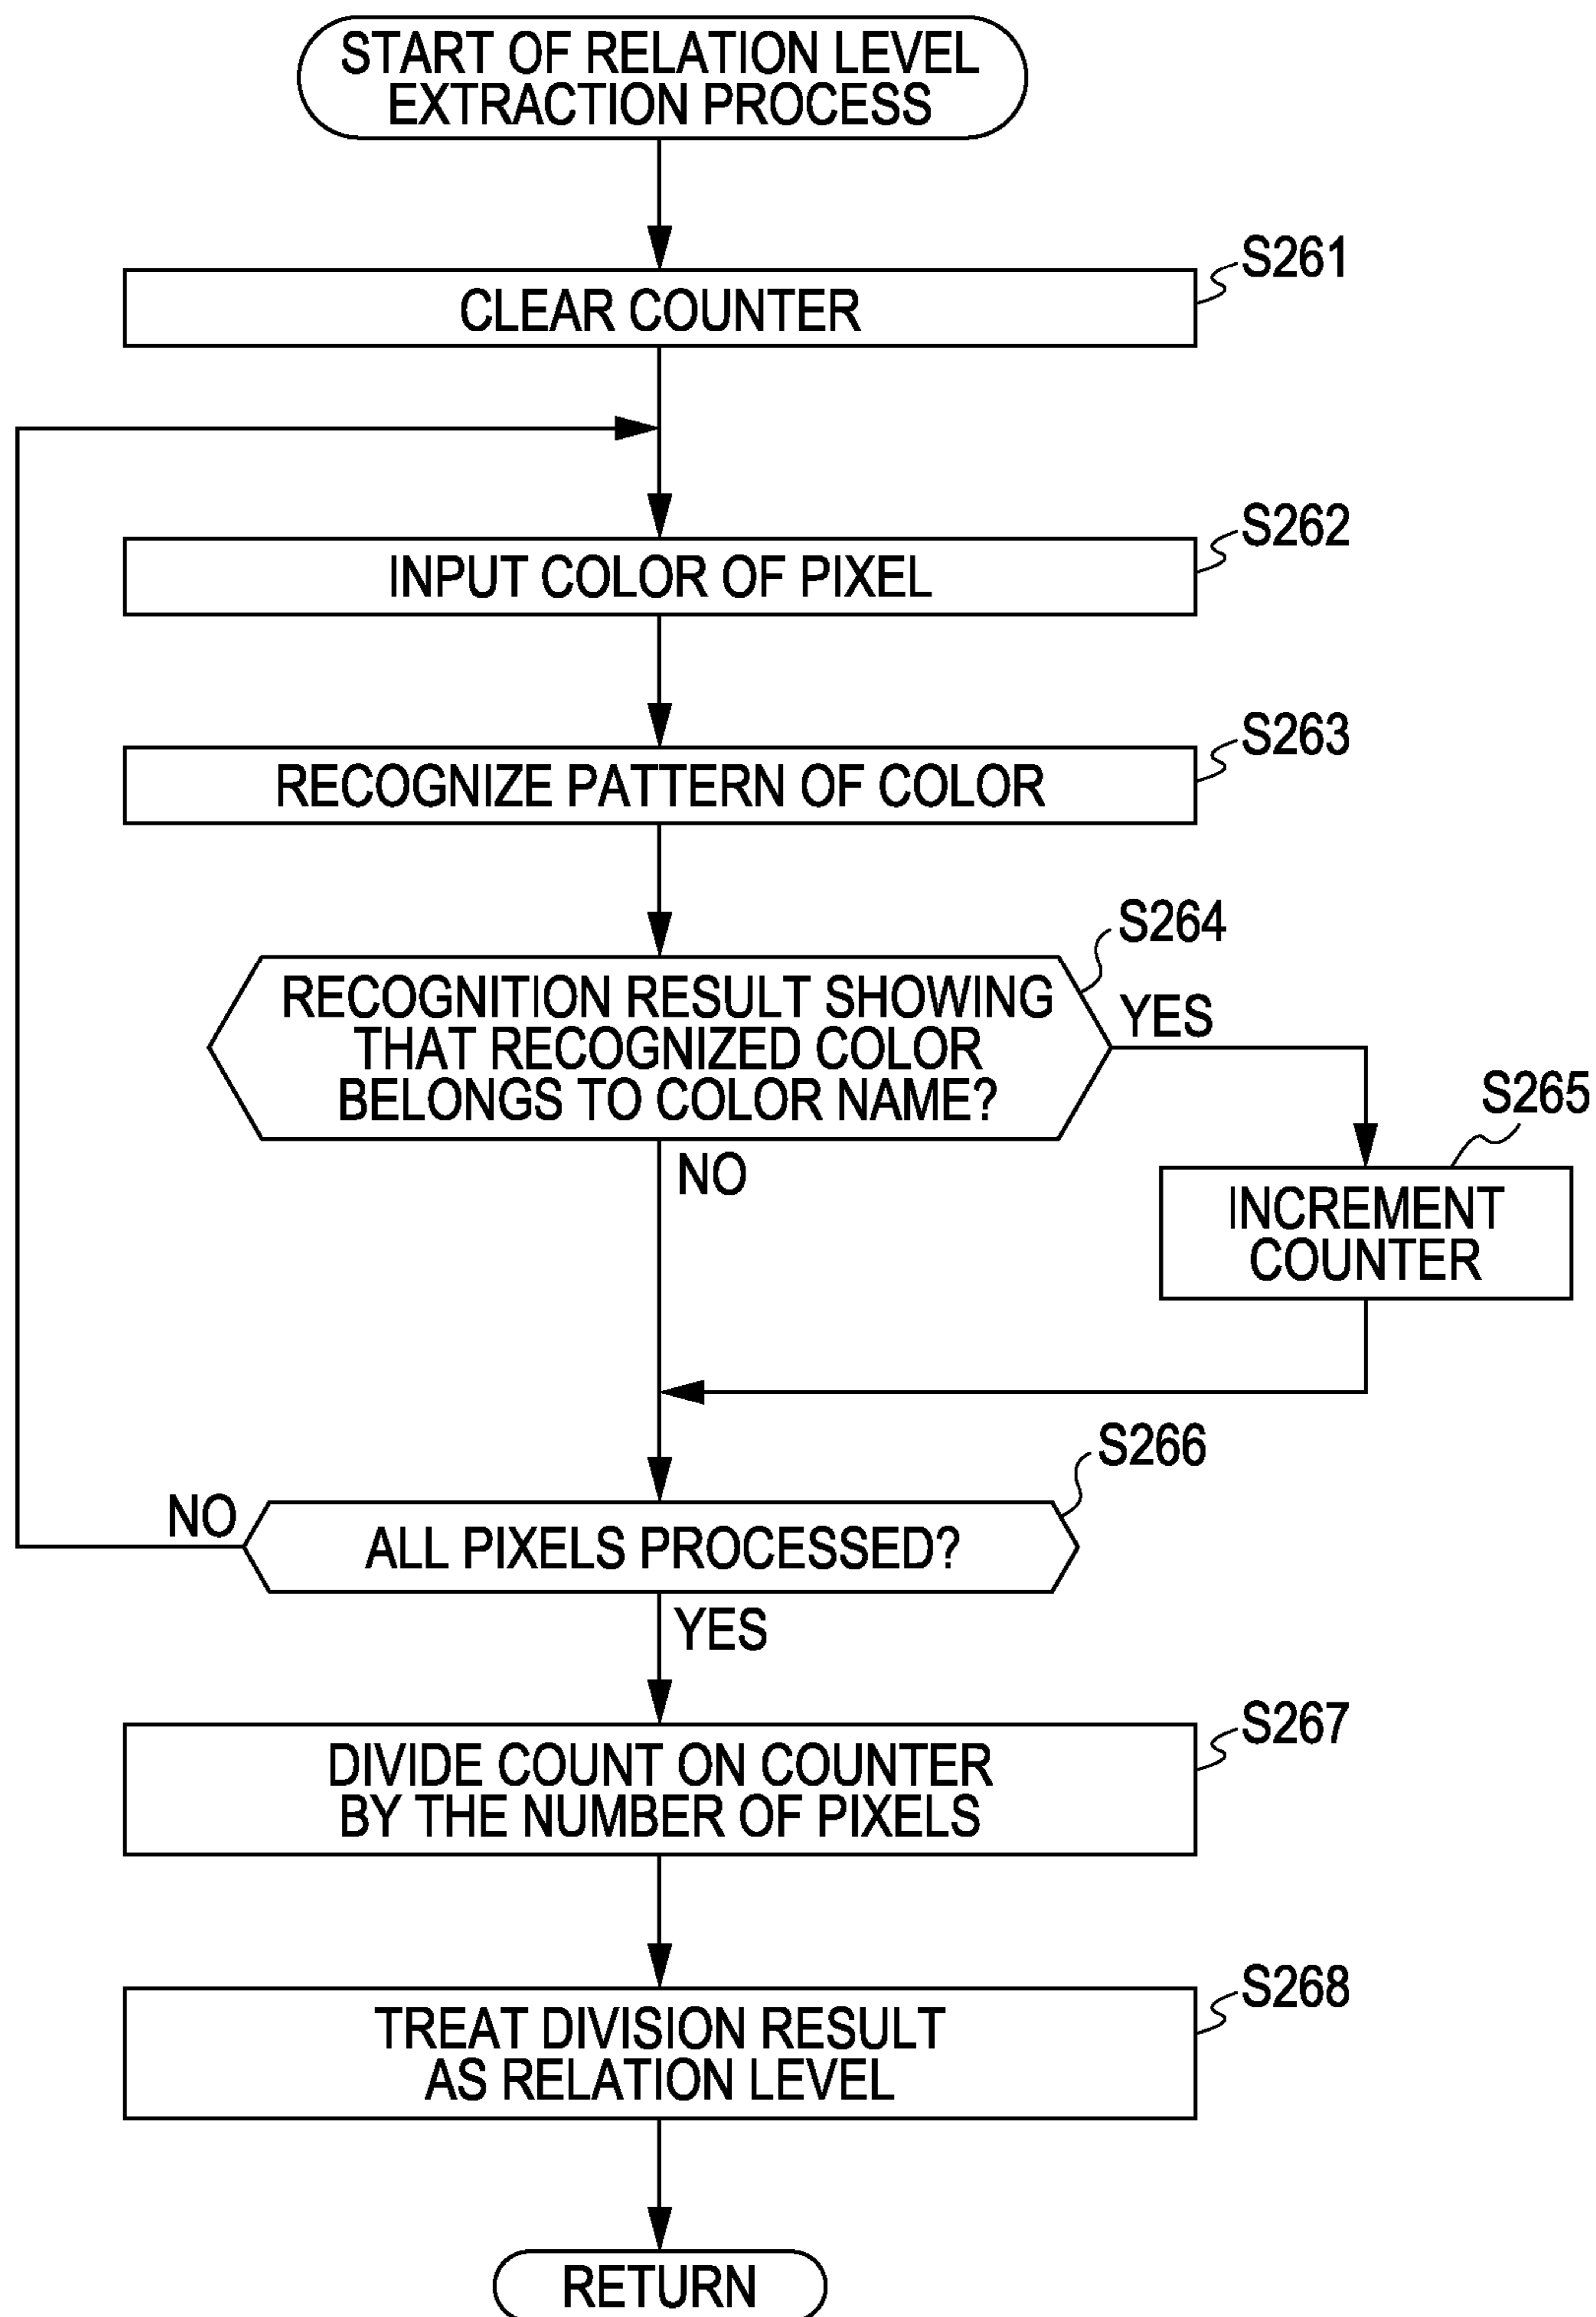 START OF RELATION LEVEL
EXTRACTION PROCESS
S261
CLEAR COUNTER
S262
INPUT COLOR OF PIXEL
S263
RECOGNIZE PATTERN OF COLOR
S264
RECOGNITION RESULT SHOWING
THAT RECOGNIZED COLOR
BELONGS TO COLOR NAME?
YES
NO
S265
INCREMENT
COUNTER
S266
ALL PIXELS PROCESSED?
NO
YES
S267
DIVIDE COUNT ON COUNTER
BY THE NUMBER OF PIXELS
S268
TREAT DIVISION RESULT
AS RELATION LEVEL
RETURN